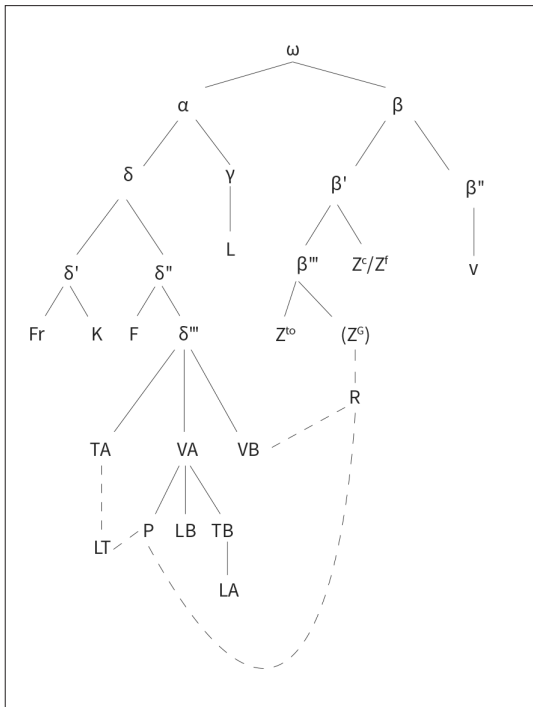 ω
α β
δ γ β' β''
L
δ' δ'' β''' Zᶜ/Zᶠ v
Fr K F δ''' Zᵗᵒ (Zᴳ)
R
TA VA VB
P LB TB
LT
LA